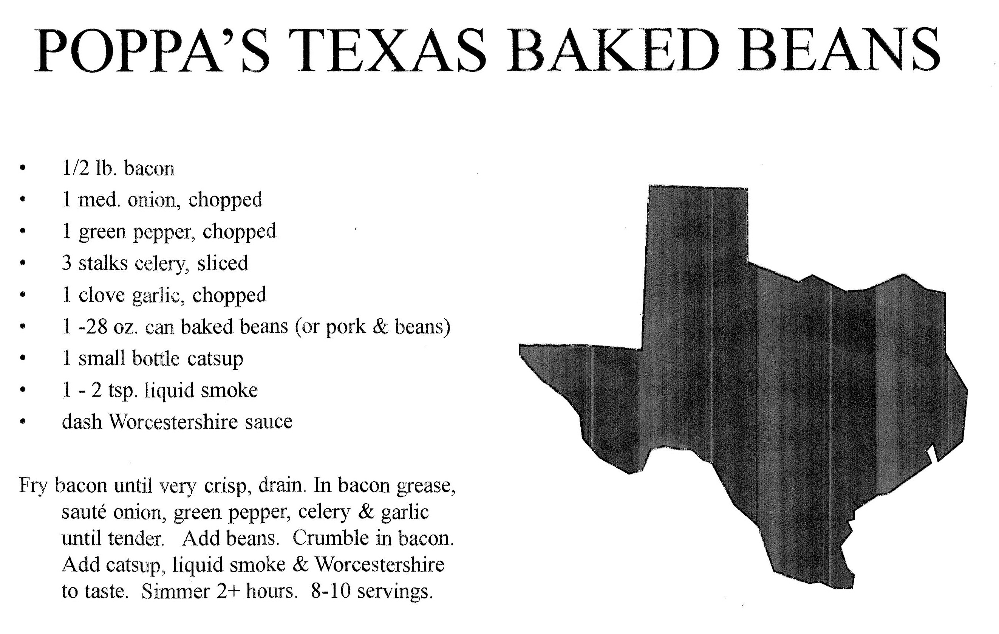 POPPA'S TEXAS BAKED BEANS
• 1/2 lb. bacon
• 1 med. onion, chopped
• 1 green pepper, chopped
• 3 stalks celery, sliced
• 1 clove garlic, chopped
• 1 -28 oz. can baked beans (or pork & beans)
• 1 small bottle catsup
• 1 - 2 tsp. liquid smoke
• dash Worcestershire sauce
Fry bacon until very crisp, drain. In bacon grease,
sauté onion, green pepper, celery & garlic
until tender. Add beans. Crumble in bacon.
Add catsup, liquid smoke & Worcestershire
to taste. Simmer 2+ hours. 8-10 servings.